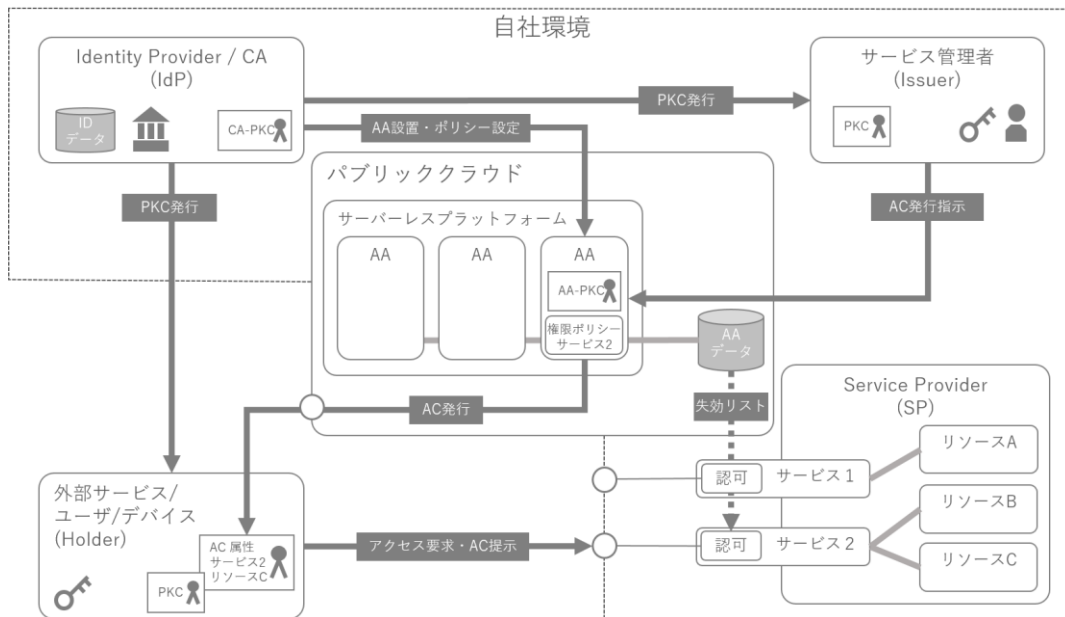 自社環境
Identity Provider / CA
(IdP)
ID
データ
CA-PKC
PKC発行
サービス管理者
(Issuer)
PKC
AA設置・ポリシー設定
パブリッククラウド
PKC発行
AC発行指示
サーバーレスプラットフォーム
AA
AA
AA
AA-PKC
権限ポリシー
サービス2
AA
データ
AC発行
失効リスト
Service Provider
(SP)
リソースA
認可
サービス1
外部サービス/
ユーザ/デバイス
(Holder)
リソースB
AC 属性
サービス2
リソースC
PKC
アクセス要求・AC提示
認可
サービス2
リソースC